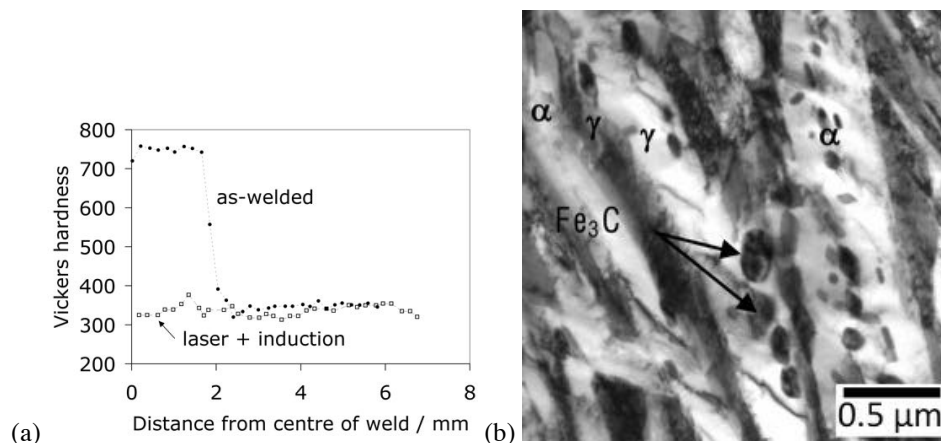 (a)
Vickers hardness
800
700
600
500
400
300
200
as-welded
laser + induction
0 2 4 6 8
Distance from centre of weld / mm
(b)
α γ γ α
Fe₃C
0.5 µm